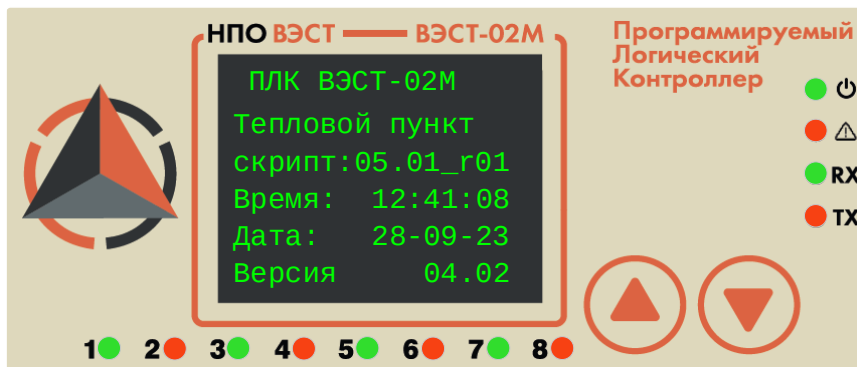 НПО ВЭСТ ВЭСТ-02М
Программируемый
Логический
Контроллер
ПЛК ВЭСТ-02М
Тепловой пункт
скрипт:05.01_r01
Время: 12:41:08
Дата: 28-09-23
Версия 04.02
RX
TX
1 2 3 4 5 6 7 8